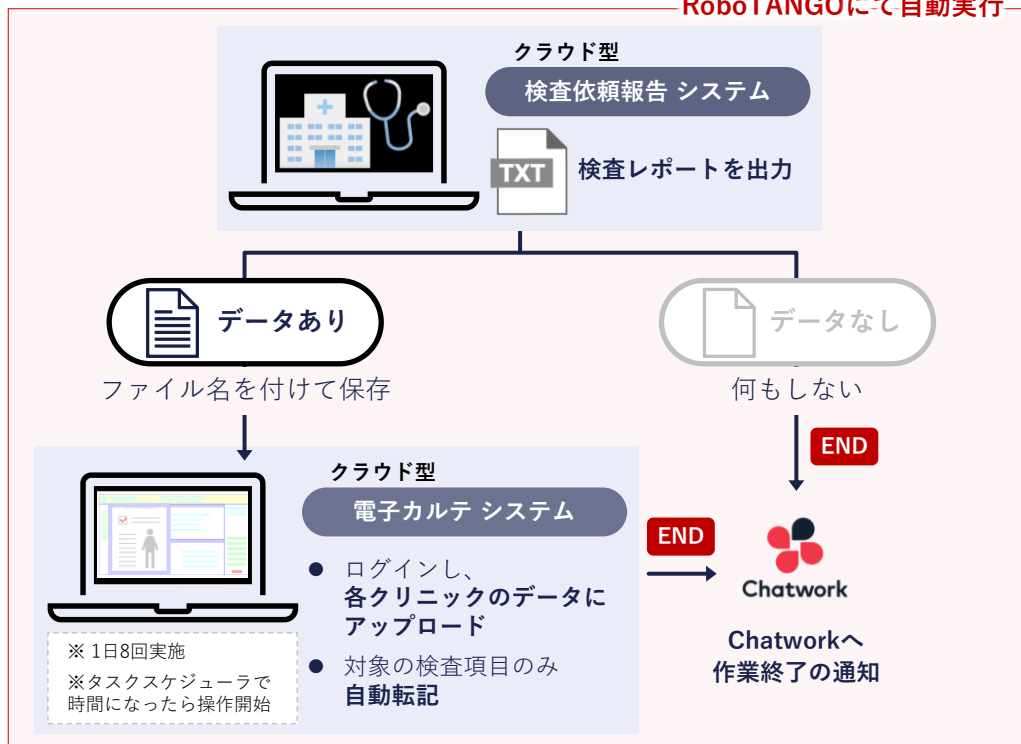 RoboTANGOにて自動実行
クラウド型
検査依頼報告 システム
TXT
検査レポートを出力
データあり
データなし
ファイル名を付けて保存
何もしない
END
クラウド型
電子カルテ システム
● ログインし、
各クリニックのデータに
アップロード
● 対象の検査項目のみ
自動転記
※ 1日8回実施
※タスクスケジューラで
時間になったら操作開始
END
Chatwork
Chatworkへ
作業終了の通知